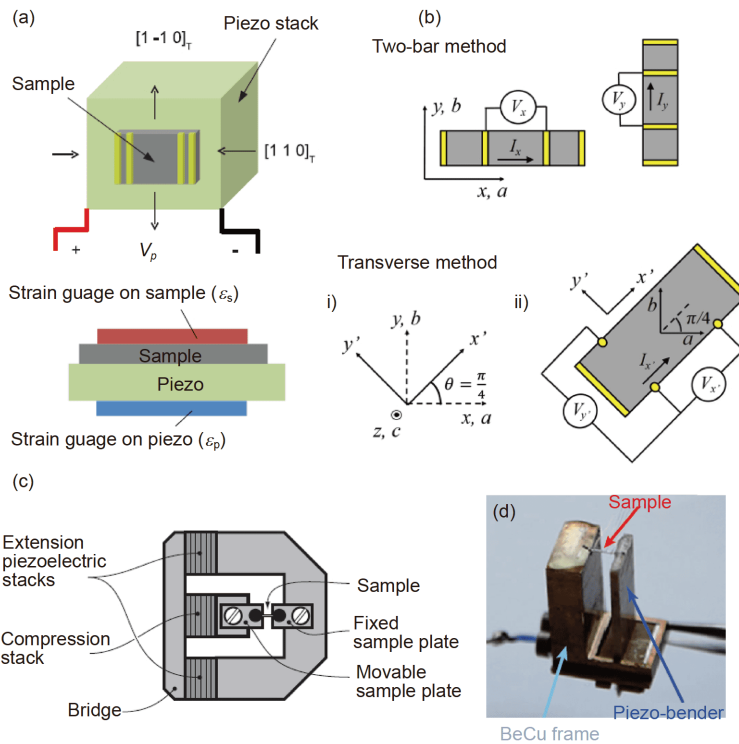 (a)
[1 -1 0]T
Piezo stack
Sample
[1 1 0]T
+
Vp
-
Strain guage on sample (εs)
Sample
Piezo
Strain guage on piezo (εp)
(b)
Two-bar method
y, b
Vx
Ix
x, a
Vy
Iy
Transverse method
i)
y, b
y'
x'
θ = π/4
z, c
x, a
ii)
y'
x'
b
π/4
a
Ix'
Vx'
Vy'
(c)
Extension
piezoelectric
stacks
Compression
stack
Bridge
Sample
Fixed
sample plate
Movable
sample plate
(d)
Sample
Piezo-bender
BeCu frame